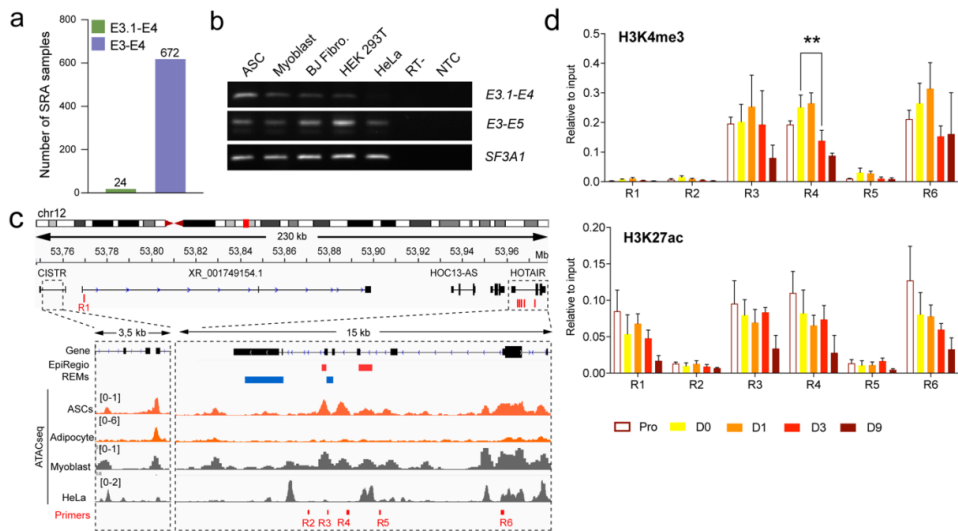 a
Number of SRA samples
800
600
400
200
0
E3.1-E4
E3-E4
24
672
b
ASC
Myoblast
BJ Fibro.
HEK 293T
HeLa
RT-
NTC
E3.1-E4
E3-E5
SF3A1
c
chr12
230 kb
53,76 53,78 53,80 53,82 53,84 53,86 53,88 53,90 53,92 53,94 53,96 Mb
CISTR XR_001749154.1 HOC13-AS HOTAIR
R1
3,5 kb 15 kb
Gene
EpiRegio
REMs
ATACseq
ASCs [0-1]
Adipocyte [0-6]
Myoblast [0-1]
HeLa [0-2]
Primers R2 R3 R4 R5 R6
d
H3K4me3
**
Relative to input
0.5
0.4
0.3
0.2
0.1
0.0
R1 R2 R3 R4 R5 R6
H3K27ac
Relative to input
0.20
0.15
0.10
0.05
0.00
R1 R2 R3 R4 R5 R6
Pro D0 D1 D3 D9